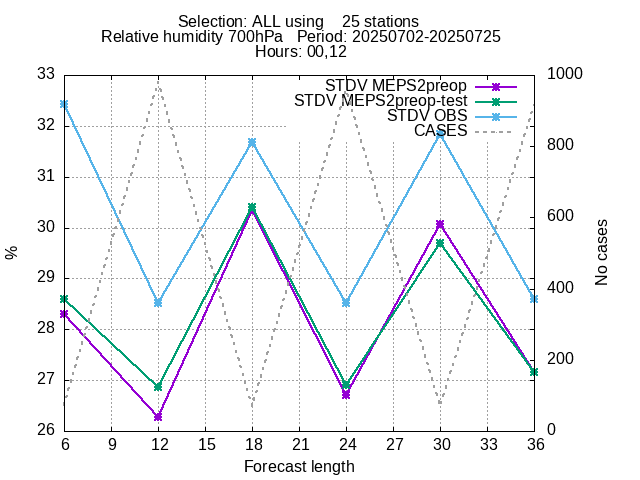 Selection: ALL using    25 stations
Relative humidity 700hPa   Period: 20250702-20250725
Hours: 00,12
STDV MEPS2preop
STDV MEPS2preop-test
STDV OBS
CASES
33
32
31
30
29
28
27
26
%
1000
800
600
400
200
0
No cases
6 9 12 15 18 21 24 27 30 33 36
Forecast length